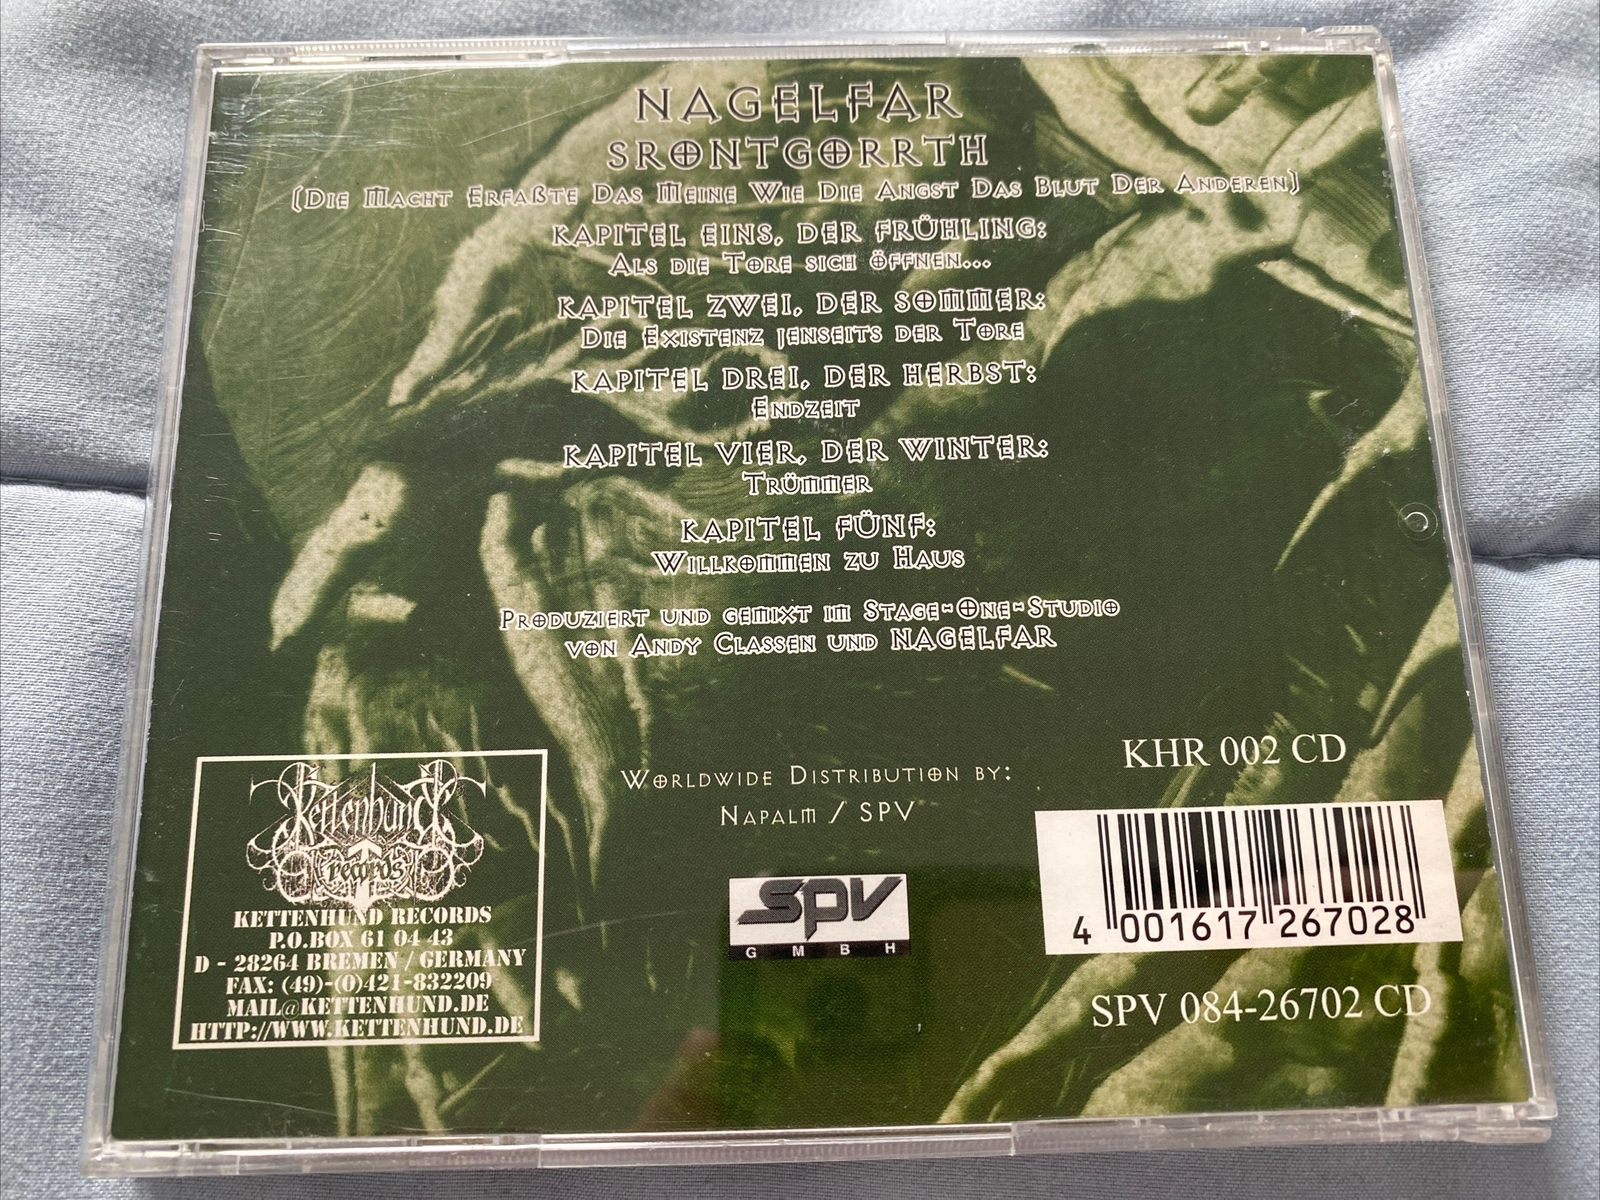 NAGELFAR
SRONTGORRTH
(Die Macht Erfaßte Das Meine Wie Die Angst Das Blut Der Anderen)
KAPITEL EINS, DER FRÜHLING:
Als die Tore sich öffnen...
KAPITEL ZWEI, DER SOMMER:
Die Existenz jenseits der Tore
KAPITEL DREI, DER HERBST:
Endzeit
KAPITEL VIER, DER WINTER:
Trümmer
KAPITEL FÜNF:
Willkommen zu Haus
Produziert und gemixt im Stage-One-Studio
von Andy Classen und NAGELFAR
Worldwide Distribution by:
Napalm / SPV
spv
GMBH
Kettenhund
records
KETTENHUND RECORDS
P.O.BOX 61 04 43
D - 28264 BREMEN / GERMANY
FAX: (49)-(0)421-832209
MAIL@KETTENHUND.DE
HTTP://WWW.KETTENHUND.DE
KHR 002 CD
4 001617 267028
SPV 084-26702 CD